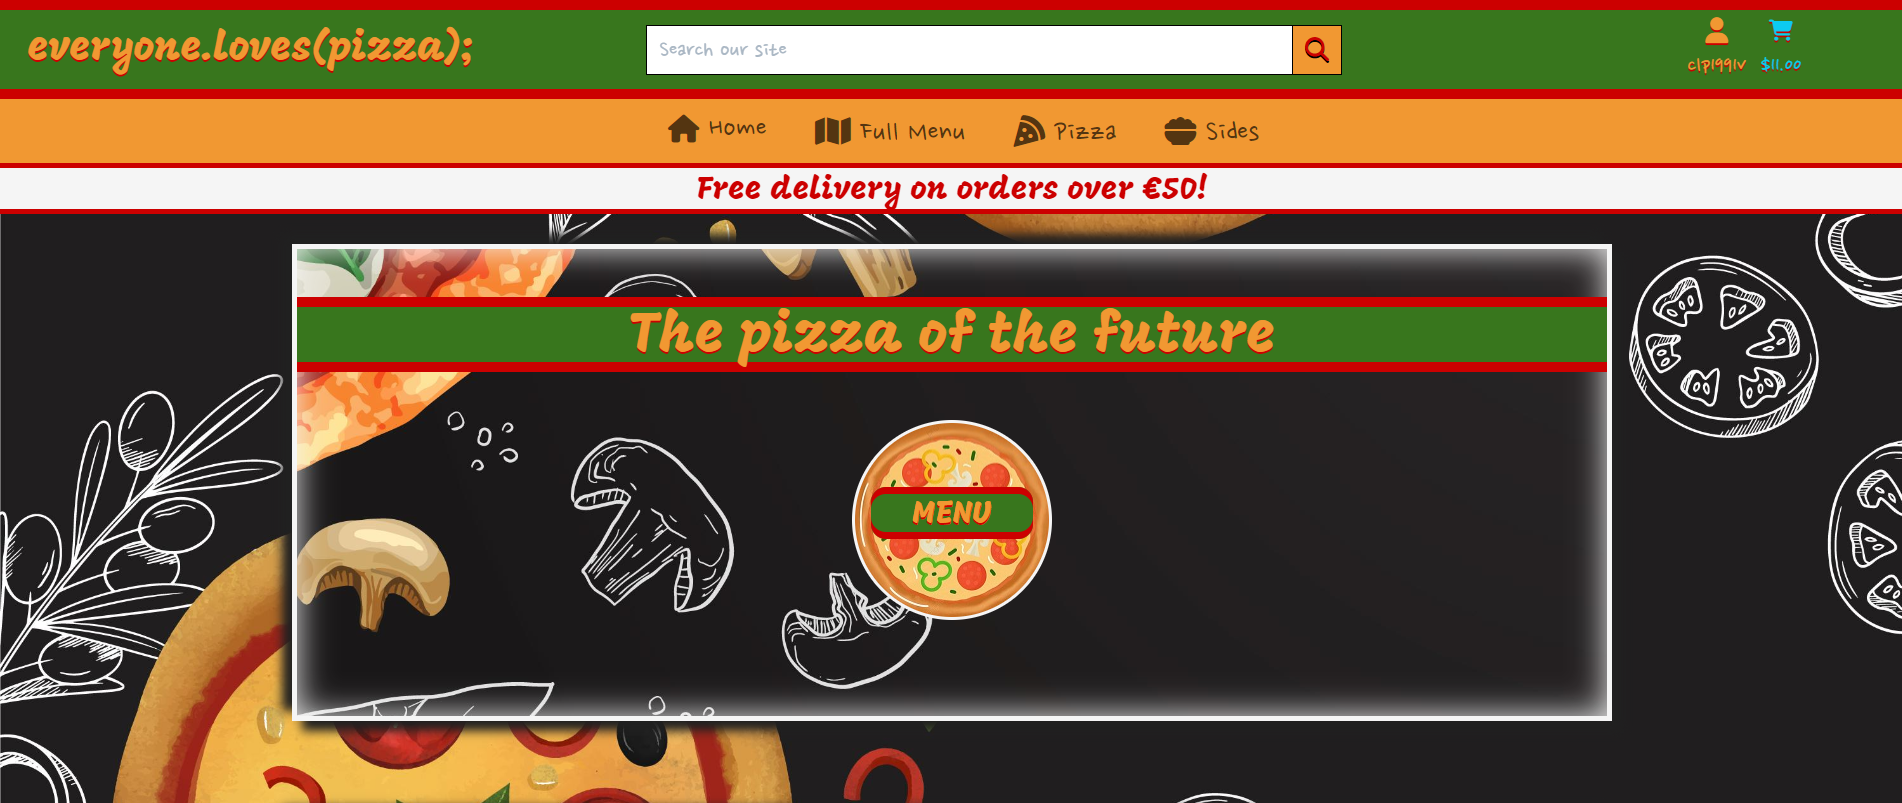 everyone.loves(pizza);
Search our site
clp1991v
$11.00
Home
Full Menu
Pizza
Sides
Free delivery on orders over €50!
The pizza of the future
MENU